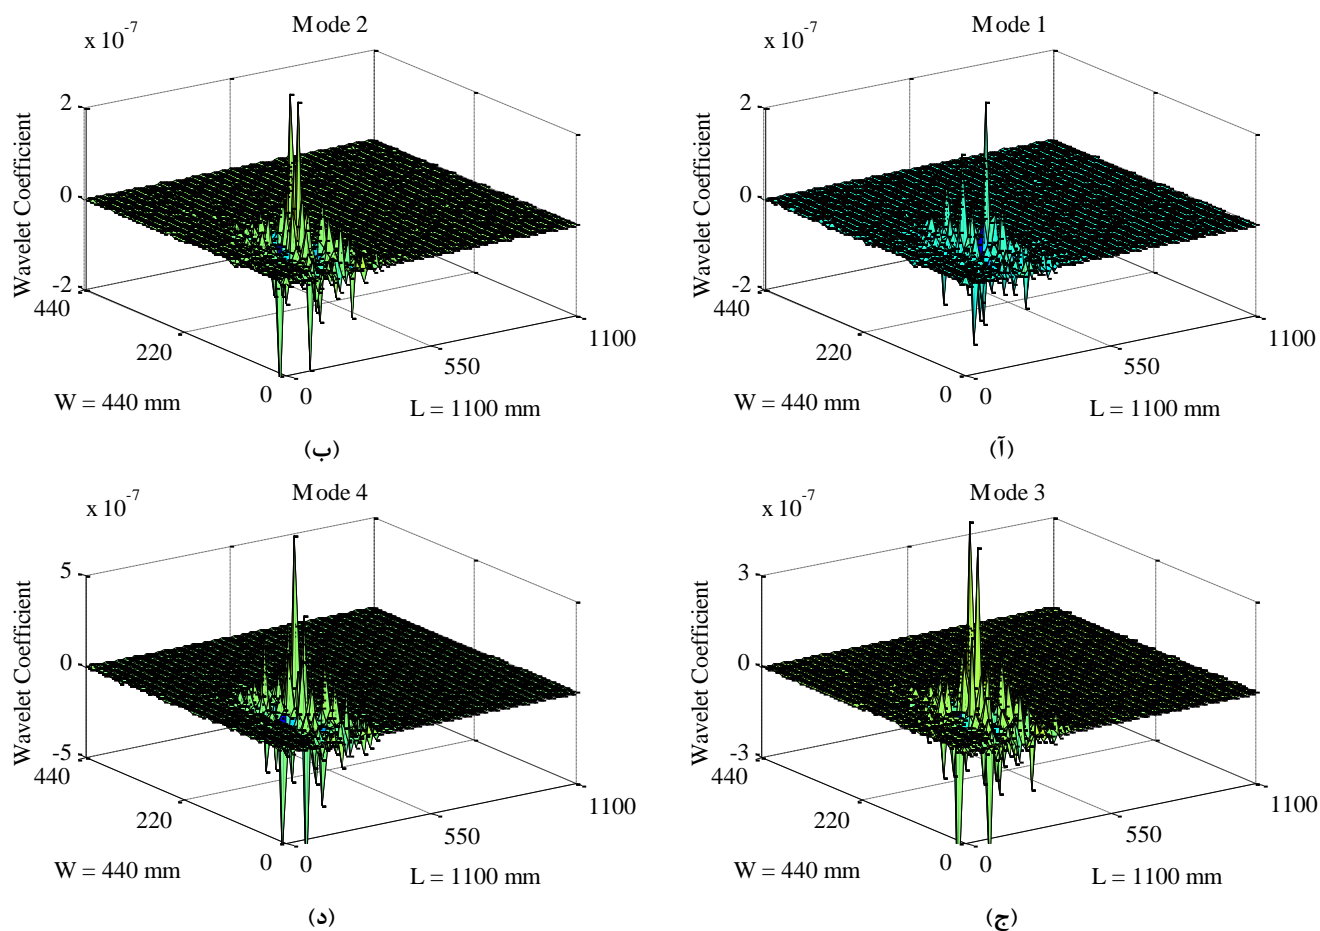 Mode 2
x 10-7
Wavelet Coefficient
2
0
-2
440
220
0
0
550
1100
W = 440 mm
L = 1100 mm
(ب)
Mode 1
x 10-7
Wavelet Coefficient
2
0
-2
440
220
0
0
550
1100
W = 440 mm
L = 1100 mm
(آ)
Mode 4
x 10-7
Wavelet Coefficient
5
0
-5
440
220
0
0
550
1100
W = 440 mm
L = 1100 mm
(د)
Mode 3
x 10-7
Wavelet Coefficient
3
0
-3
440
220
0
0
550
1100
W = 440 mm
L = 1100 mm
(ج)